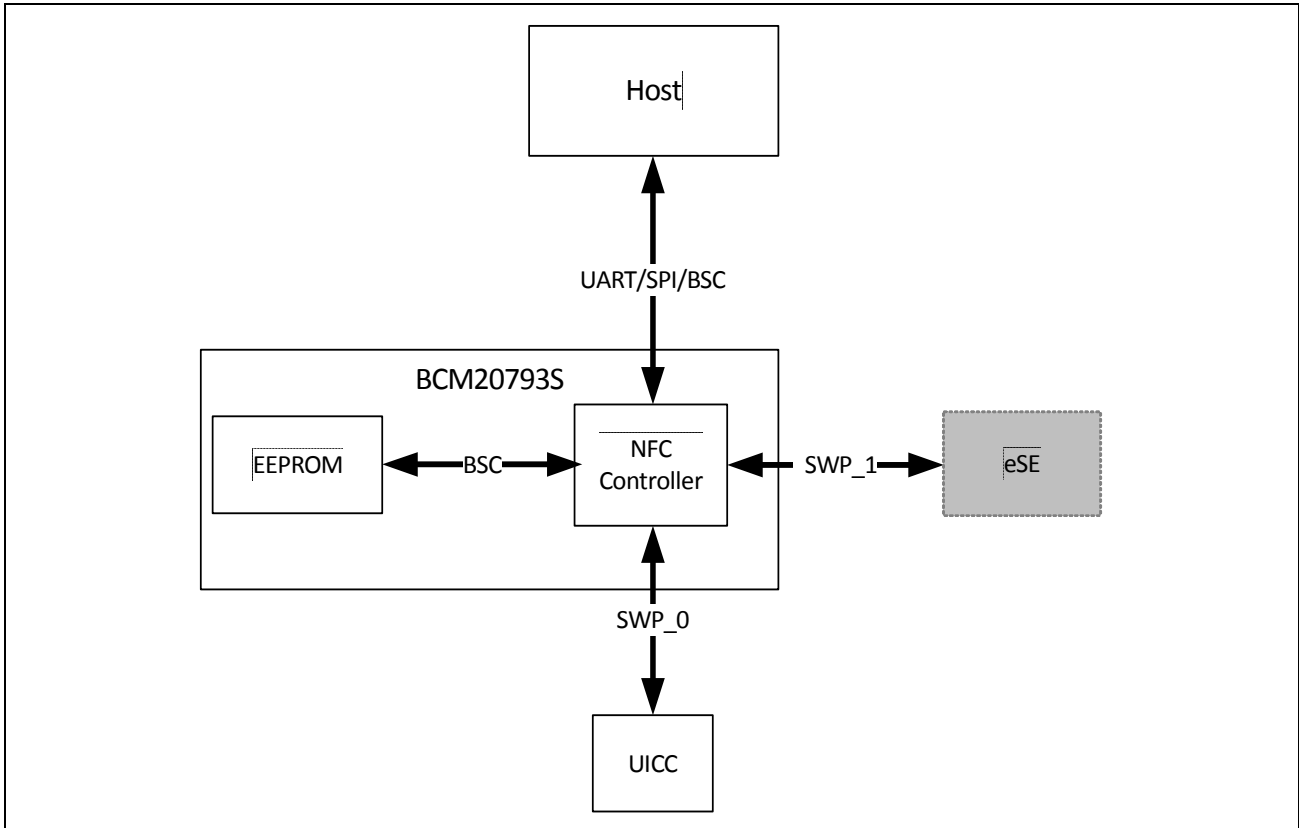 Host
UART/SPI/BSC
BCM20793S
EEPROM
BSC
NFC
Controller
SWP_1
eSE
SWP_0
UICC